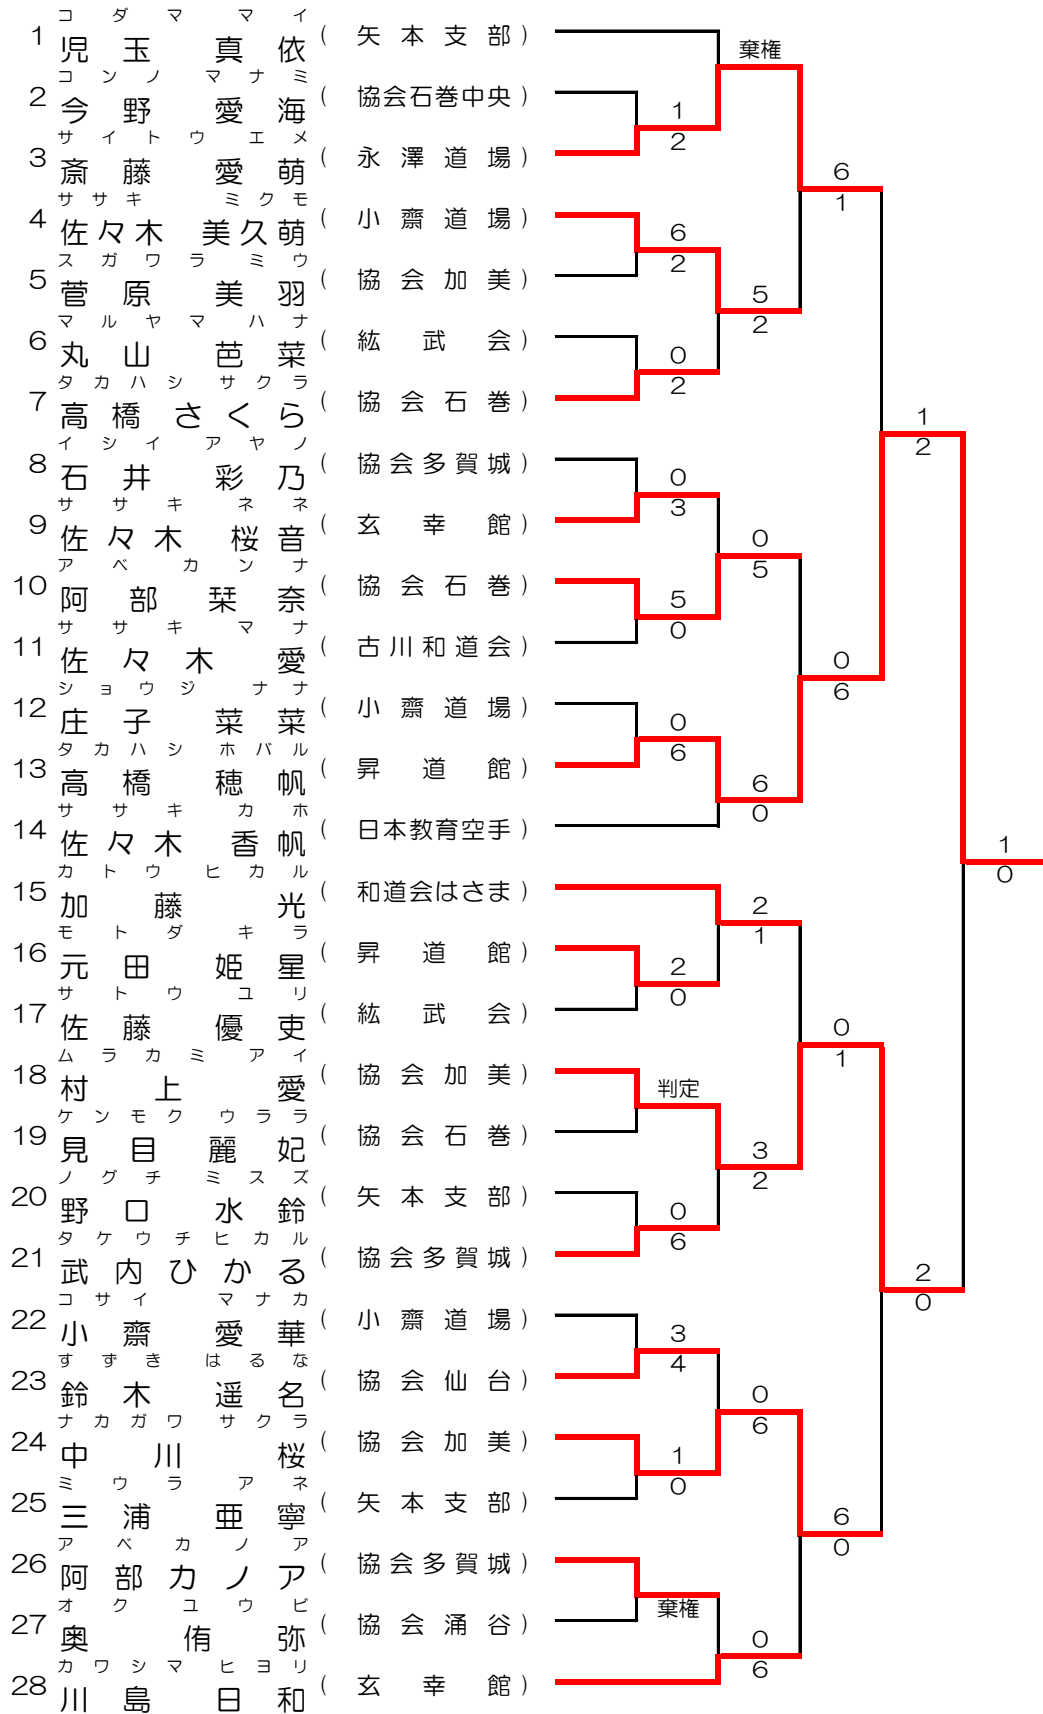 コダマ マイ
1 児玉 真依 ( 矢本支部 )
コンノ マナミ
2 今野 愛海 ( 協会石巻中央 )
サイトウ エメ
3 斎藤 愛萌 ( 永澤道場 )
ササキ ミクモ
4 佐々木 美久萌 ( 小齋道場 )
スガワラ ミウ
5 菅原 美羽 ( 協会加美 )
マルヤマ ハナ
6 丸山 芭菜 ( 紘武会 )
タカハシ サクラ
7 高橋 さくら ( 協会石巻 )
イシイ アヤノ
8 石井 彩乃 ( 協会多賀城 )
ササキ ネネ
9 佐々木 桜音 ( 玄幸館 )
アベ カンナ
10 阿部 栞奈 ( 協会石巻 )
ササキ マナ
11 佐々木 愛 ( 古川和道会 )
ショウジ ナナ
12 庄子 菜菜 ( 小齋道場 )
タカハシ ホバル
13 高橋 穂帆 ( 昇道館 )
ササキ カホ
14 佐々木 香帆 ( 日本教育空手 )
カトウ ヒカル
15 加藤 光 ( 和道会はさま )
モトダ キラ
16 元田 姫星 ( 昇道館 )
サトウ ユリ
17 佐藤 優吏 ( 紘武会 )
ムラカミ アイ
18 村上 愛 ( 協会加美 )
ケンモク ウララ
19 見目 麗妃 ( 協会石巻 )
ノグチ ミスズ
20 野口 水鈴 ( 矢本支部 )
タケウチヒカル
21 武内ひかる ( 協会多賀城 )
コサイ マナカ
22 小齋 愛華 ( 小齋道場 )
すずき はるな
23 鈴木 遥名 ( 協会仙台 )
ナカガワ サクラ
24 中川 桜 ( 協会加美 )
ミウラ アネ
25 三浦 亜寧 ( 矢本支部 )
アベ カノア
26 阿部カノア ( 協会多賀城 )
オク ユウビ
27 奥 侑弥 ( 協会涌谷 )
カワシマ ヒヨリ
28 川島 日和 ( 玄幸館 )
1
2
6
2
0
2
0
3
5
0
0
6
2
0
判定
0
6
3
4
1
0
棄権
棄権
5
2
0
5
6
0
2
1
3
2
0
6
0
6
6
1
0
6
0
1
6
0
1
2
2
0
1
0